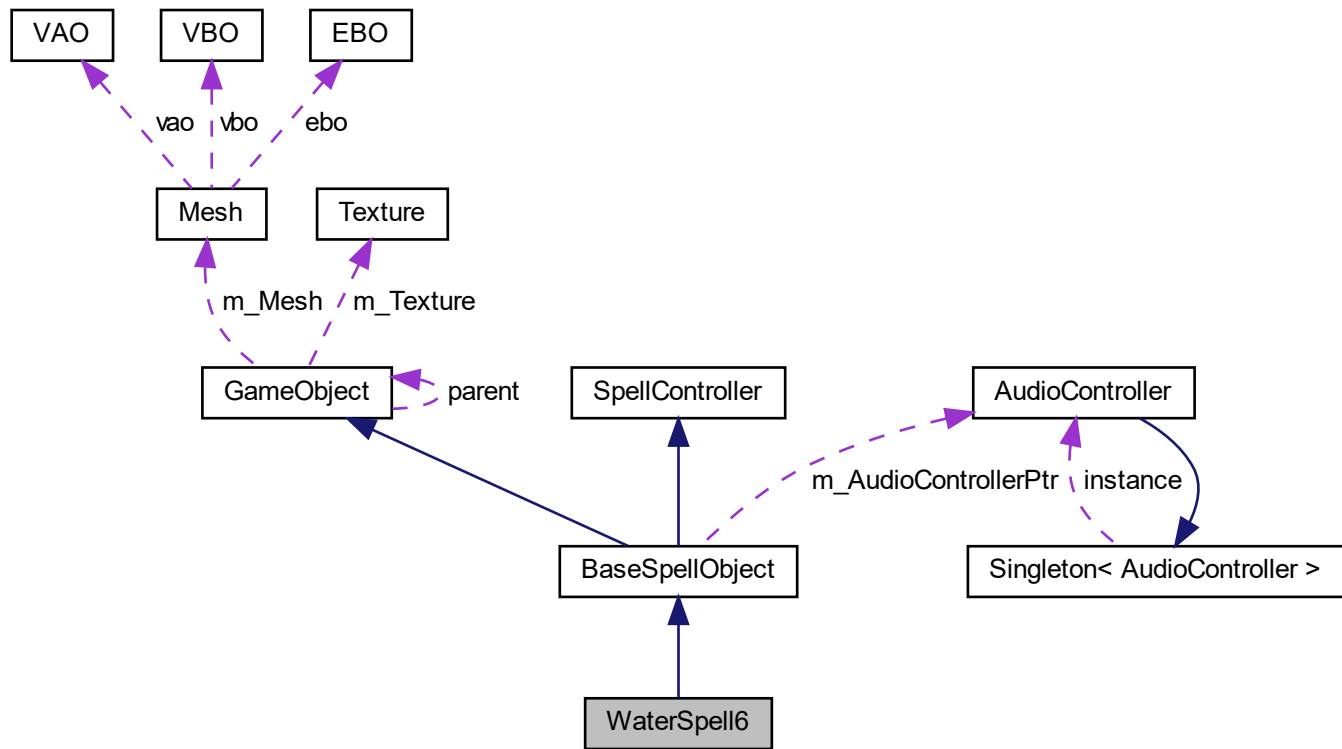 VAO
VBO
EBO
vao
vbo
ebo
Mesh
Texture
m_Mesh
m_Texture
GameObject
parent
SpellController
AudioController
m_AudioControllerPtr
instance
BaseSpellObject
Singleton< AudioController >
WaterSpell6